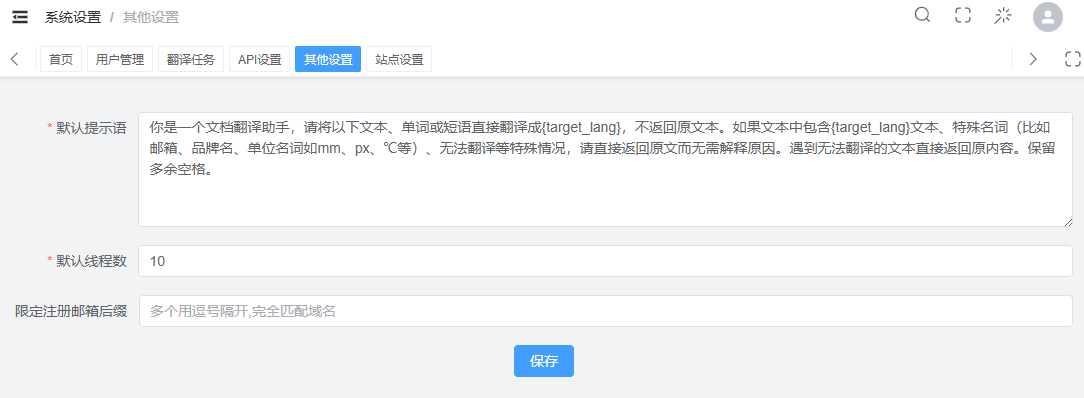 系统设置 / 其他设置
首页 用户管理 翻译任务 API设置 其他设置 站点设置
* 默认提示语 你是一个文档翻译助手，请将以下文本、单词或短语直接翻译成{target_lang}，不返回原文本。如果文本中包含{target_lang}文本、特殊名词（比如
邮箱、品牌名、单位名词如mm、px、℃等）、无法翻译等特殊情况，请直接返回原文而无需解释原因。遇到无法翻译的文本直接返回原内容。保留
多余空格。
* 默认线程数 10
限定注册邮箱后缀 多个用逗号隔开,完全匹配域名
保存